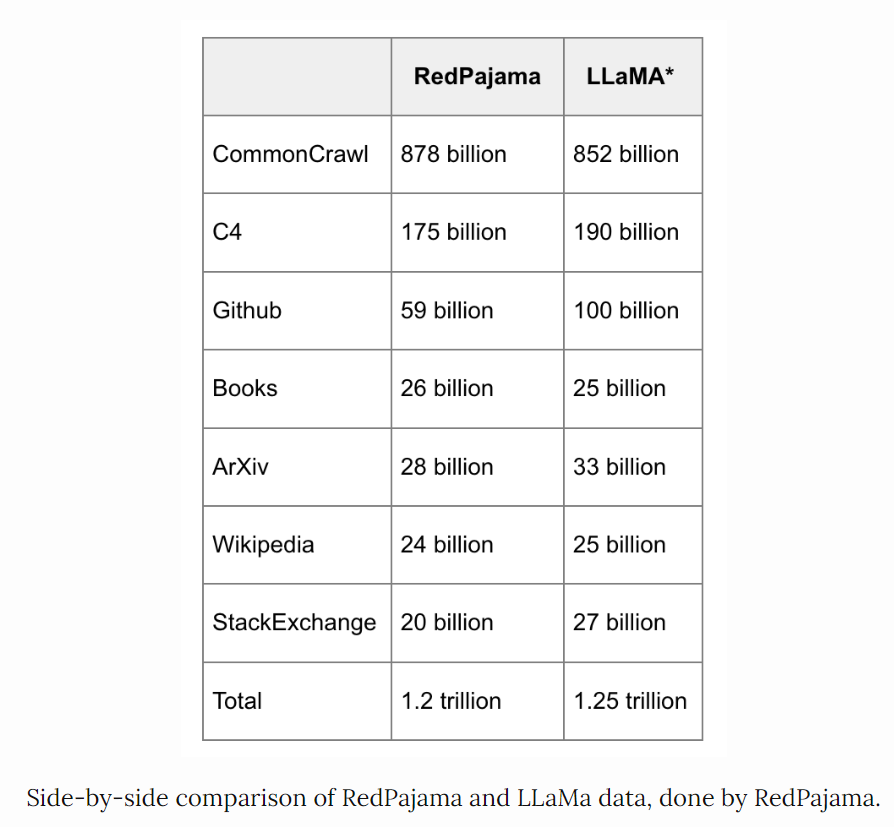 RedPajama LLaMA*
CommonCrawl 878 billion 852 billion
C4 175 billion 190 billion
Github 59 billion 100 billion
Books 26 billion 25 billion
ArXiv 28 billion 33 billion
Wikipedia 24 billion 25 billion
StackExchange 20 billion 27 billion
Total 1.2 trillion 1.25 trillion
Side-by-side comparison of RedPajama and LLaMa data, done by RedPajama.